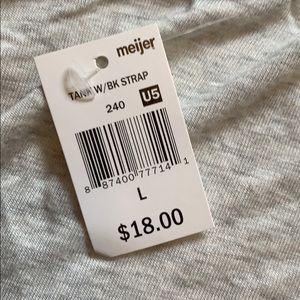 meijer
TANK W/BK STRAP
240 U5
8 87400 77714 1
L
$18.00